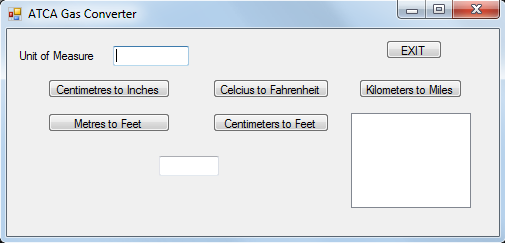 ATCA Gas Converter
Unit of Measure
EXIT
Centimetres to Inches
Celcius to Fahrenheit
Kilometers to Miles
Metres to Feet
Centimeters to Feet